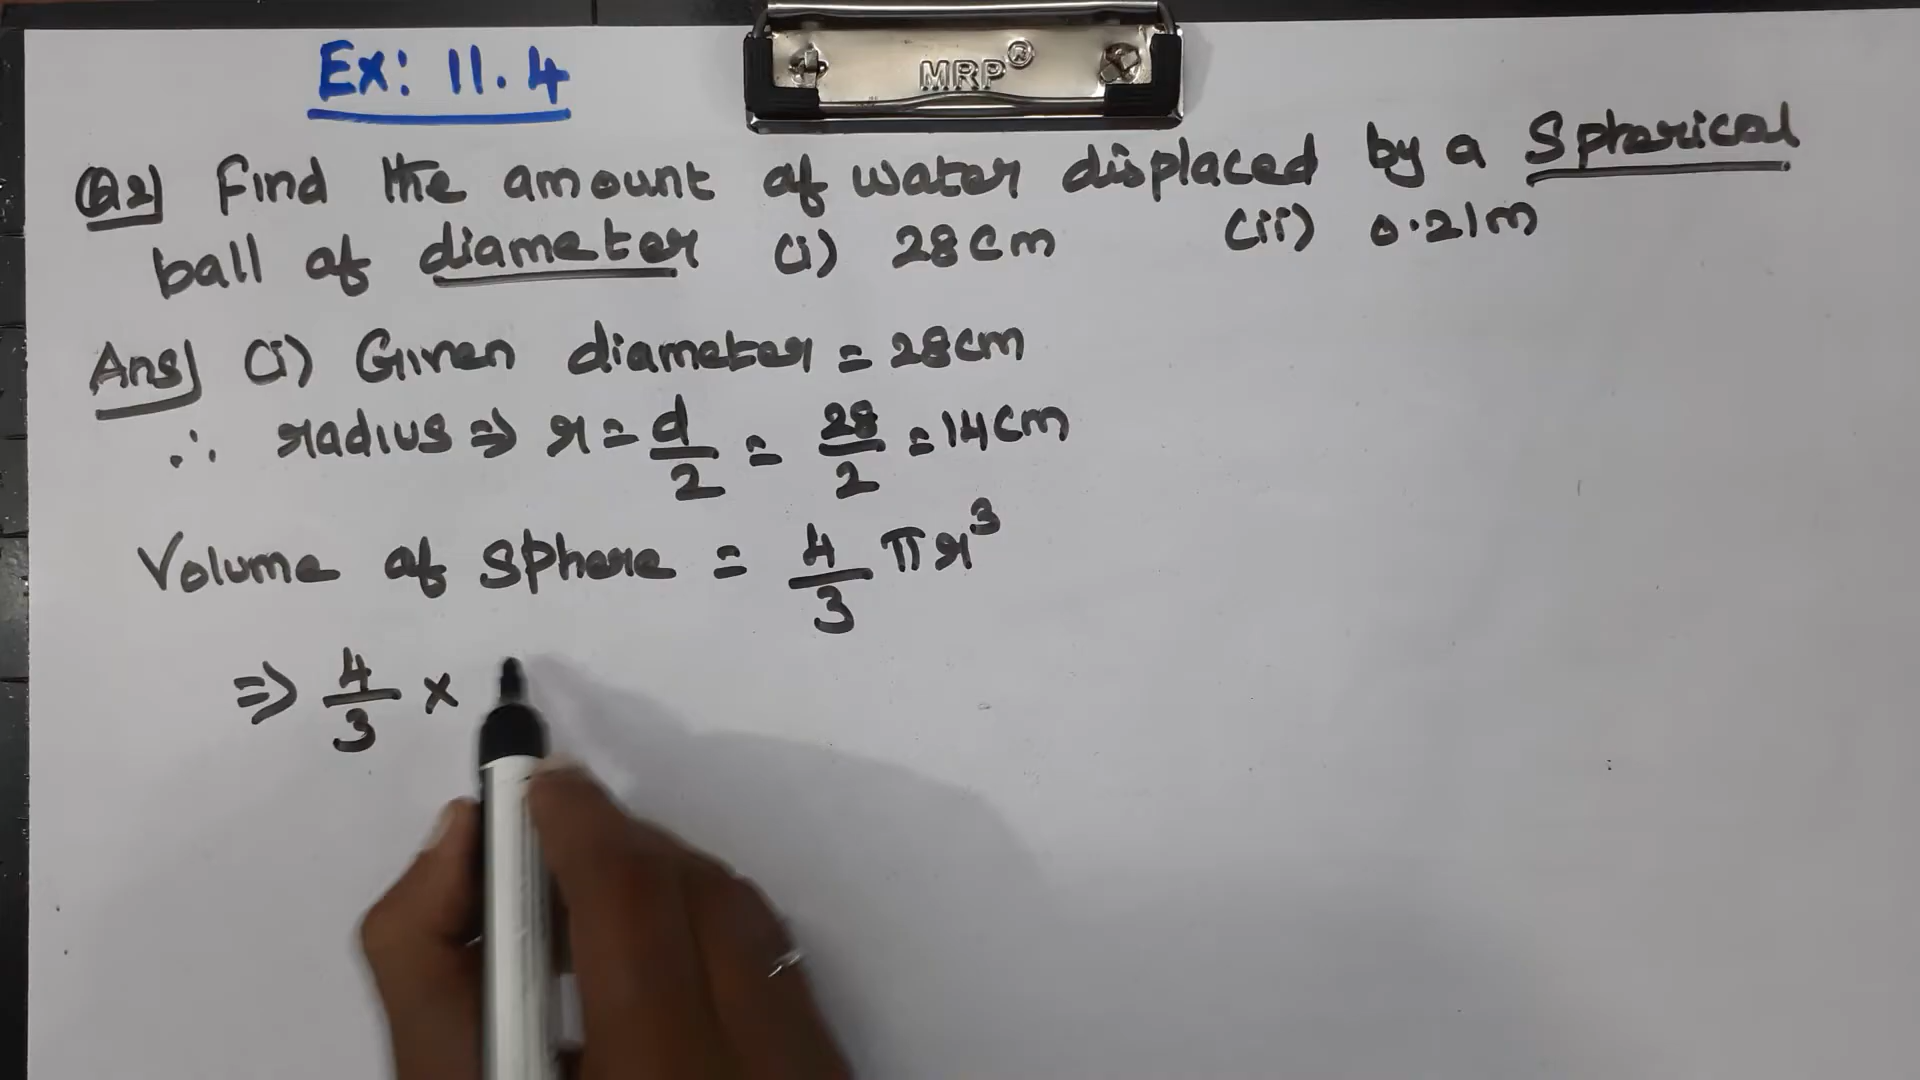 Ex: 11.4
MRP®
Q2) Find the amount of water displaced by a Spherical
ball of diameter (i) 28cm (ii) 0.21m
Ans) (i) Given diameter = 28cm
∴ radius ⇒ r = d/2 = 28/2 = 14cm
Volume of sphere = 4/3 πr³
⇒ 4/3 ×